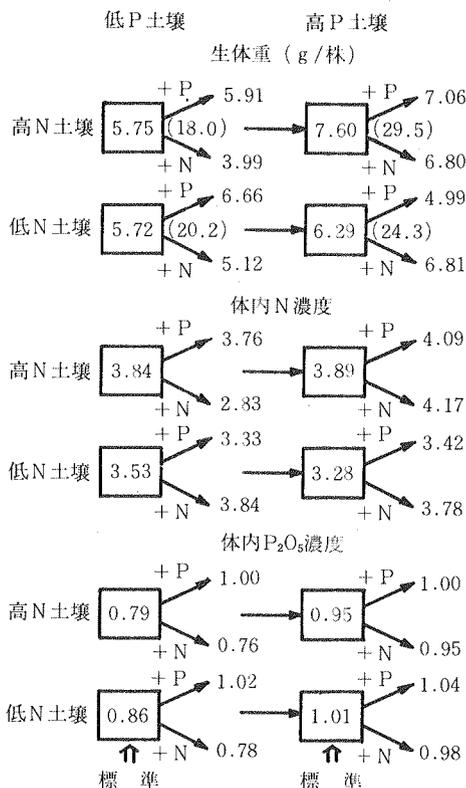 低P土壌 高P土壌
生体重(g/株)
+P 5.91 +P 7.06
高N土壌 5.75 (18.0) 7.60 (29.5)
+N 3.99 +N 6.80
+P 6.66 +P 4.99
低N土壌 5.72 (20.2) 6.29 (24.3)
+N 5.12 +N 6.81
体内N濃度
+P 3.76 +P 4.09
高N土壌 3.84 3.89
+N 2.83 +N 4.17
+P 3.33 +P 3.42
低N土壌 3.53 3.28
+N 3.84 +N 3.78
体内P₂O₅濃度
+P 1.00 +P 1.00
高N土壌 0.79 0.95
+N 0.76 +N 0.95
+P 1.02 +P 1.04
低N土壌 0.86 1.01
+N 0.78 +N 0.98
標準 標準